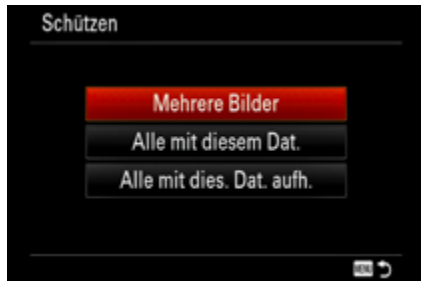 Schützen
Mehrere Bilder
Alle mit diesem Dat.
Alle mit dies. Dat. aufh.
MENU